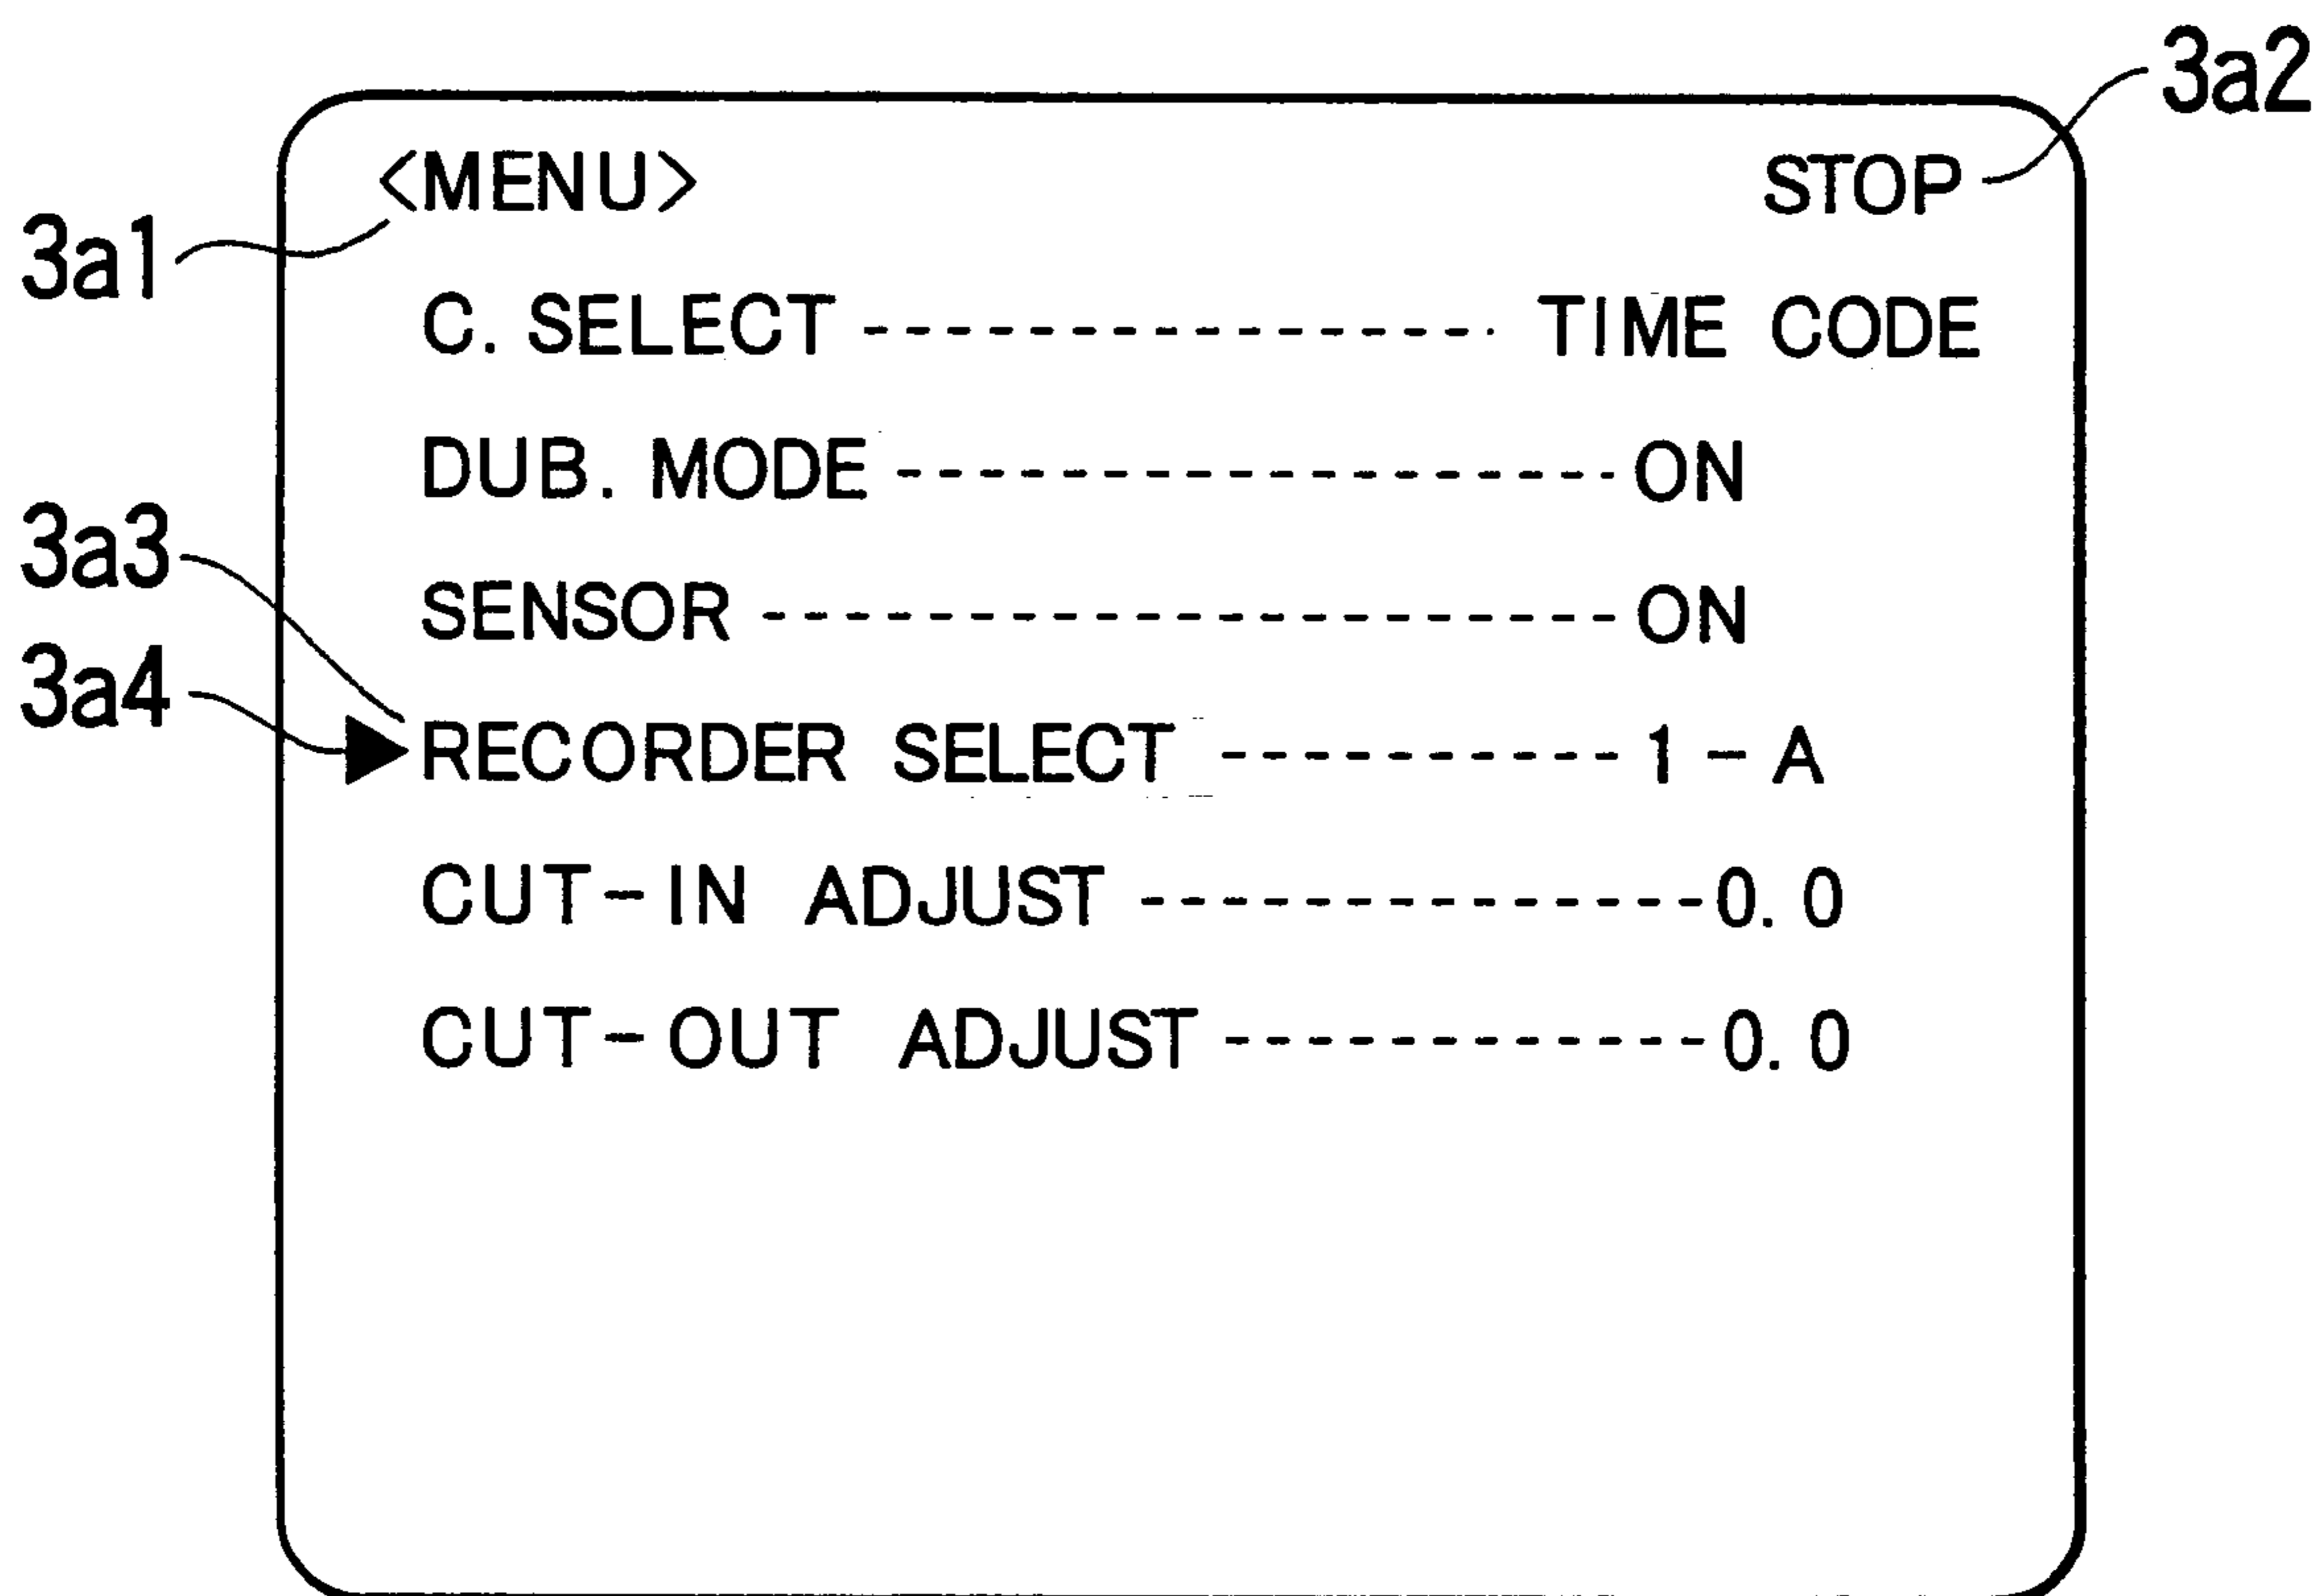 3a2
<MENU> STOP
3a1
C. SELECT ---------------- TIME CODE
DUB. MODE ------------------ ON
3a3
SENSOR --------------------- ON
3a4
RECORDER SELECT ---------- 1-A
CUT-IN ADJUST -------------- 0.0
CUT-OUT ADJUST ------------ 0.0